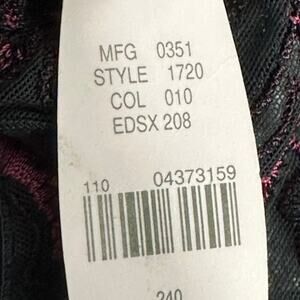 MFG 0351
STYLE 1720
COL 010
EDSX 208
04373159
110
240